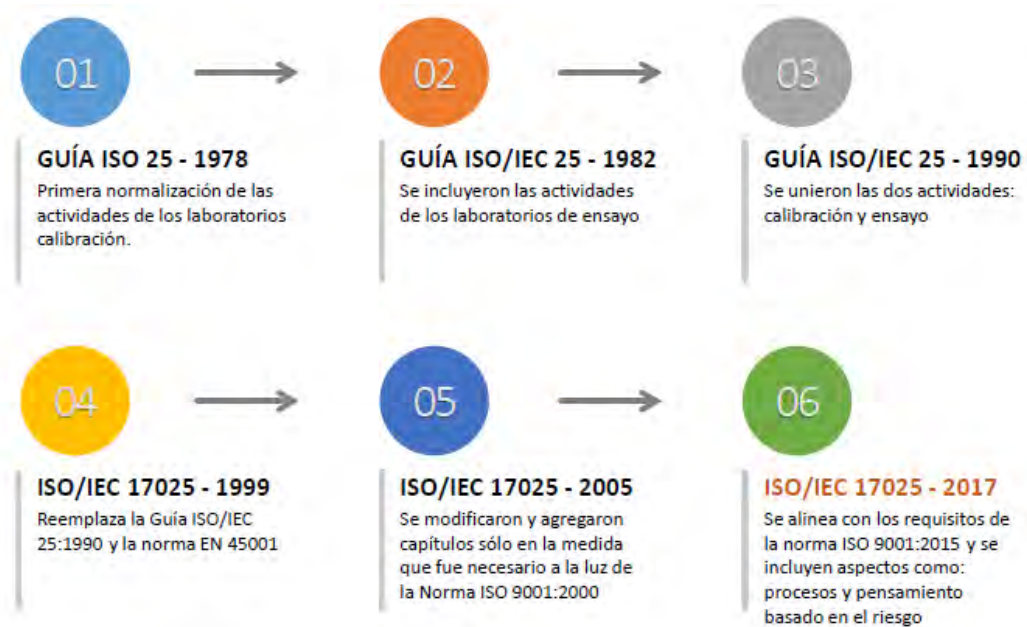 01
GUÍA ISO 25 - 1978
Primera normalización de las
actividades de los laboratorios
calibración.
02
GUÍA ISO/IEC 25 - 1982
Se incluyeron las actividades
de los laboratorios de ensayo
03
GUÍA ISO/IEC 25 - 1990
Se unieron las dos actividades:
calibración y ensayo
04
ISO/IEC 17025 - 1999
Reemplaza la Guía ISO/IEC
25:1990 y la norma EN 45001
05
ISO/IEC 17025 - 2005
Se modificaron y agregaron
capítulos sólo en la medida
que fue necesario a la luz de
la Norma ISO 9001:2000
06
ISO/IEC 17025 - 2017
Se alinea con los requisitos de
la norma ISO 9001:2015 y se
incluyen aspectos como:
procesos y pensamiento
basado en el riesgo